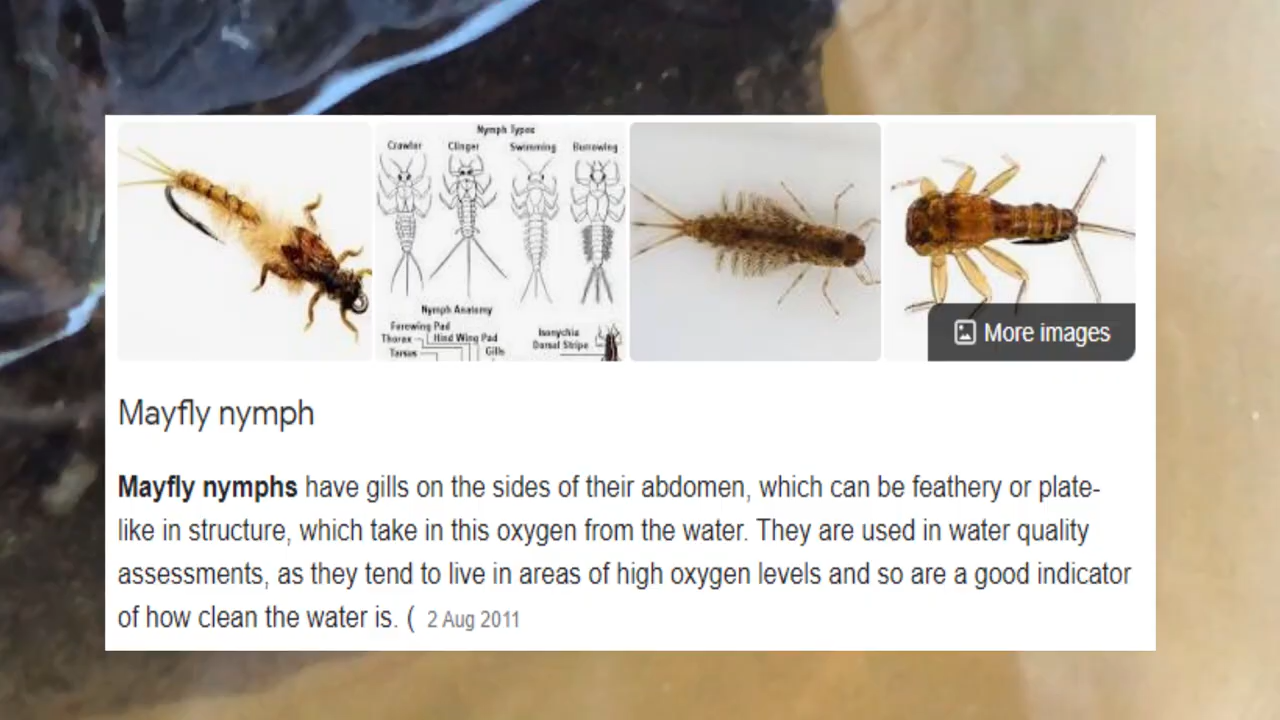 Nymph Types
Crawler Clinger Swimming Burrowing
Nymph Anatomy
Forewing Pad
Thorax Hind Wing Pad
Tarsus Gills
Isonychia
Dorsal Stripe
More images
Mayfly nymph
Mayfly nymphs have gills on the sides of their abdomen, which can be feathery or plate-
like in structure, which take in this oxygen from the water. They are used in water quality
assessments, as they tend to live in areas of high oxygen levels and so are a good indicator
of how clean the water is. ( 2 Aug 2011